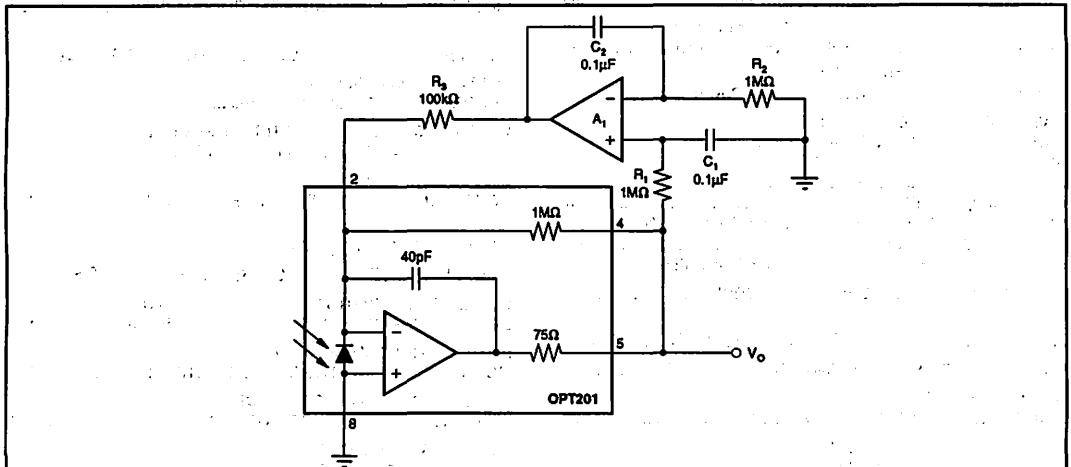 C₂
0.1µF
R₂
1MΩ
R₃
100kΩ
−
A₁
+
C₁
0.1µF
R₁
1MΩ
2
1MΩ
4
40pF
−
75Ω
5
Vo
+
OPT201
8